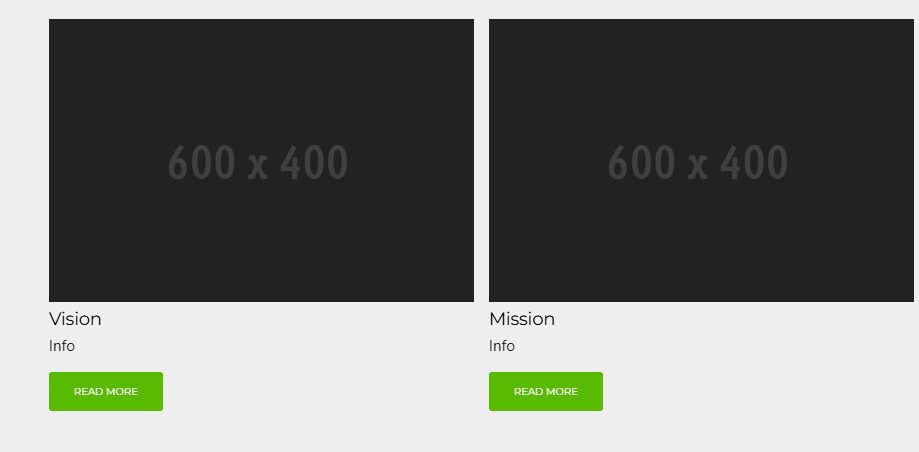 600 x 400
Vision
Info
READ MORE
600 x 400
Mission
Info
READ MORE